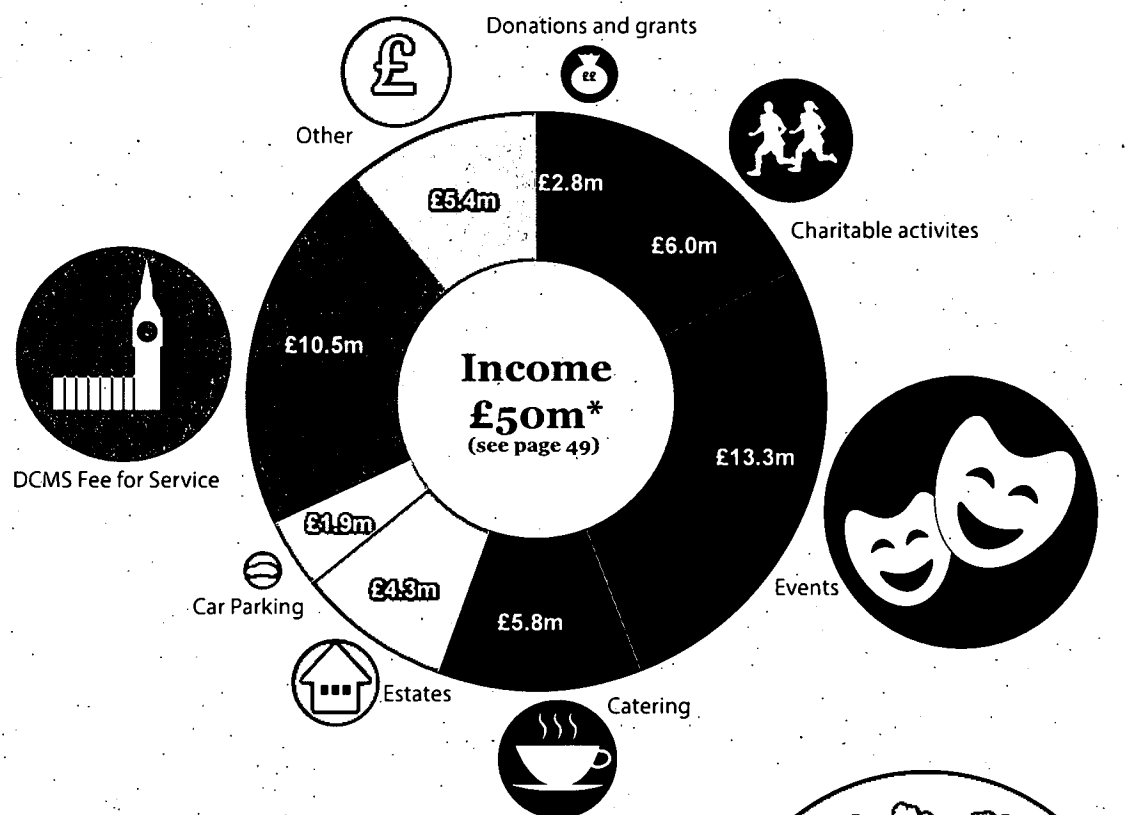 Donations and grants
£
££
Other
£2.8m
£5.4m
£6.0m
Charitable activites
£10.5m
Income
£50m*
(see page 49)
£13.3m
DCMS Fee for Service
£1.9m
Car Parking
£4.3m
£5.8m
Events
Estates
Catering